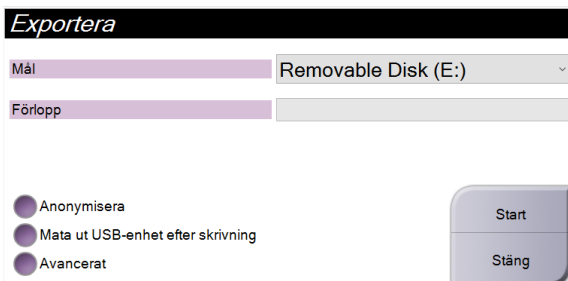 Exportera
Mål
Removable Disk (E:)
Förlopp
Anonymisera
Mata ut USB-enhet efter skrivning
Avancerat
Start
Stäng